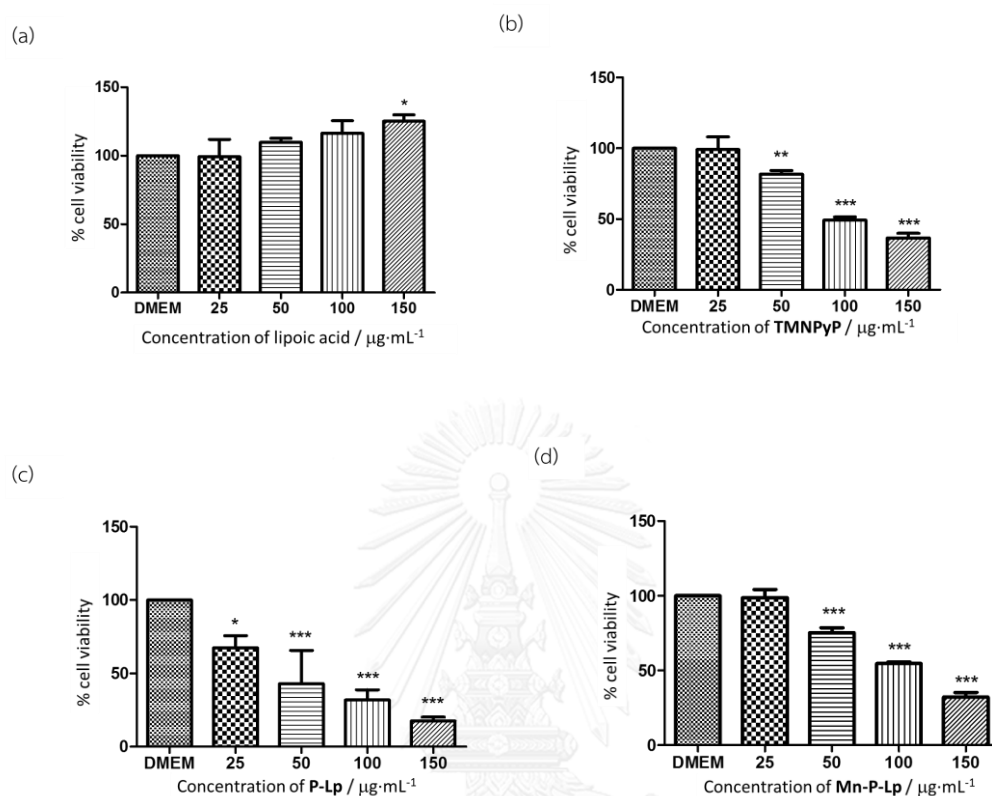 (a)
150
*
100
50
0
% cell viability
DMEM 25 50 100 150
Concentration of lipoic acid / μg·mL⁻¹
(b)
150
100
50
0
% cell viability
**
***
***
DMEM 25 50 100 150
Concentration of TMNPyP / μg·mL⁻¹
(c)
150
100
50
0
% cell viability
*
***
***
***
DMEM 25 50 100 150
Concentration of P-Lp / μg·mL⁻¹
(d)
150
100
50
0
% cell viability
***
***
***
DMEM 25 50 100 150
Concentration of Mn-P-Lp / μg·mL⁻¹